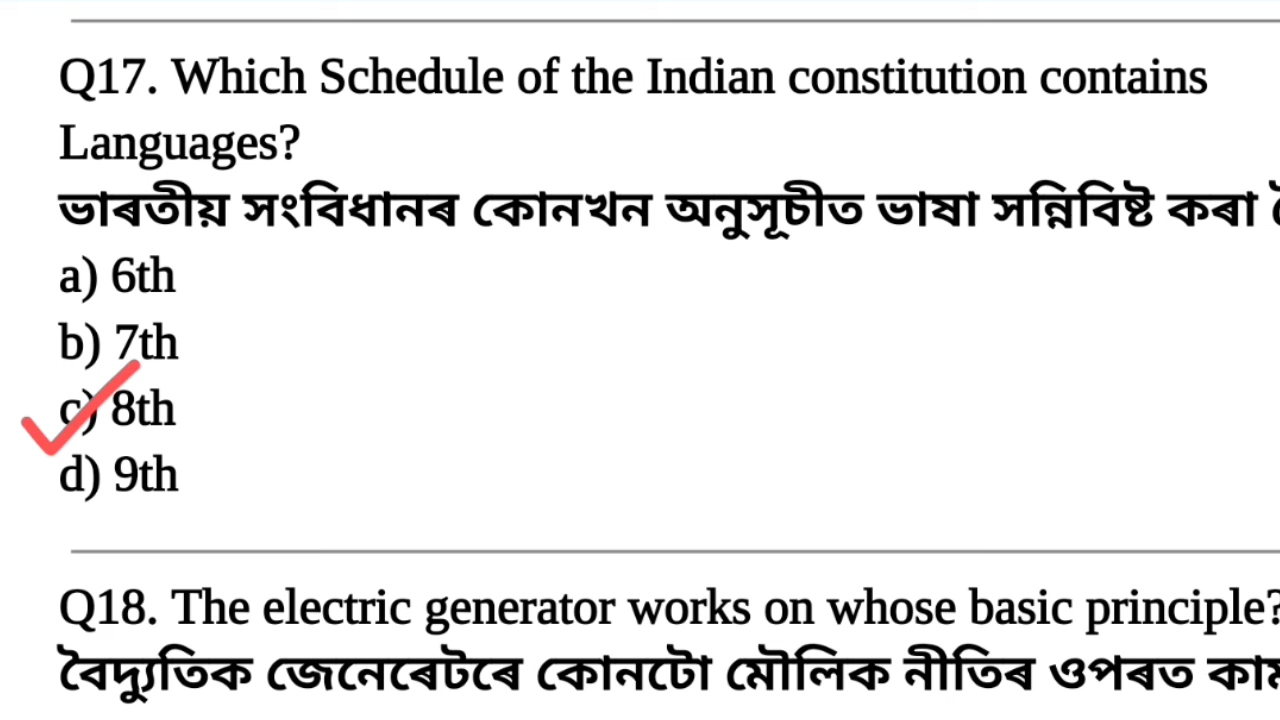 Q17. Which Schedule of the Indian constitution contains
Languages?
ভাৰতীয় সংবিধানৰ কোনখন অনুসূচীত ভাষা সন্নিবিষ্ট কৰা
a) 6th
b) 7th
c) 8th
d) 9th
Q18. The electric generator works on whose basic principle?
বৈদ্যুতিক জেনেৰেটৰে কোনটো মৌলিক নীতিৰ ওপৰত